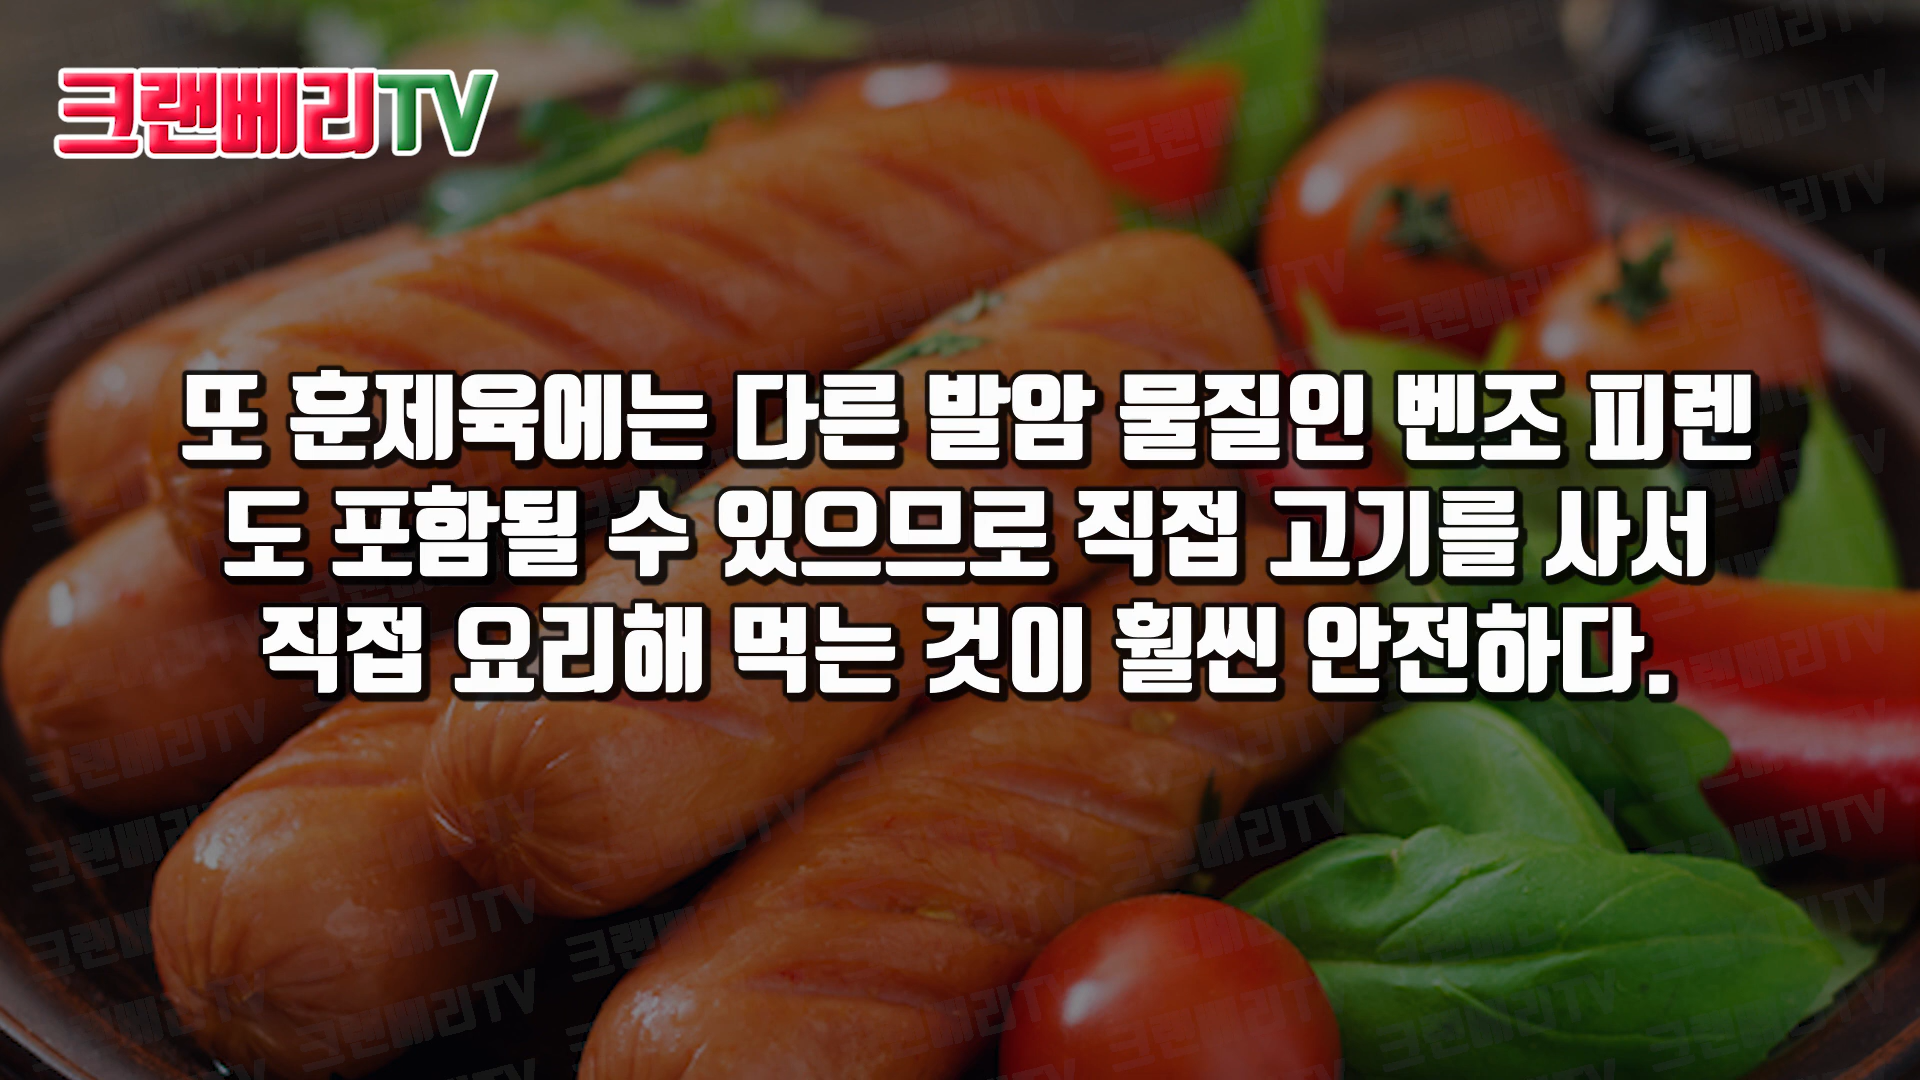 크랜베리TV
또 훈제육에는 다른 발암 물질인 벤조 피렌
도 포함될 수 있으므로 직접 고기를 사서
직접 요리해 먹는 것이 훨씬 안전하다.